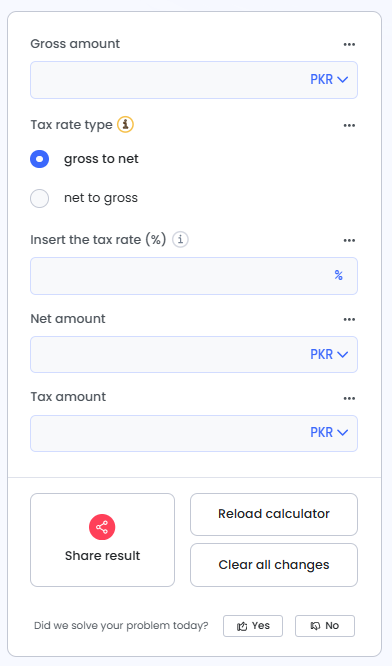 Gross amount
PKR
Tax rate type
gross to net
net to gross
Insert the tax rate (%)
%
Net amount
PKR
Tax amount
PKR
Share result
Reload calculator
Clear all changes
Did we solve your problem today? Yes No